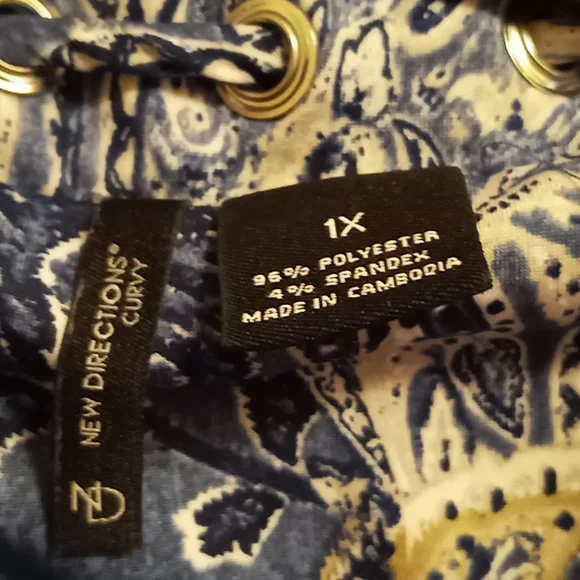 NEW DIRECTIONS®
CURVY
ND
1X
96% POLYESTER
4% SPANDEX
MADE IN CAMBODIA